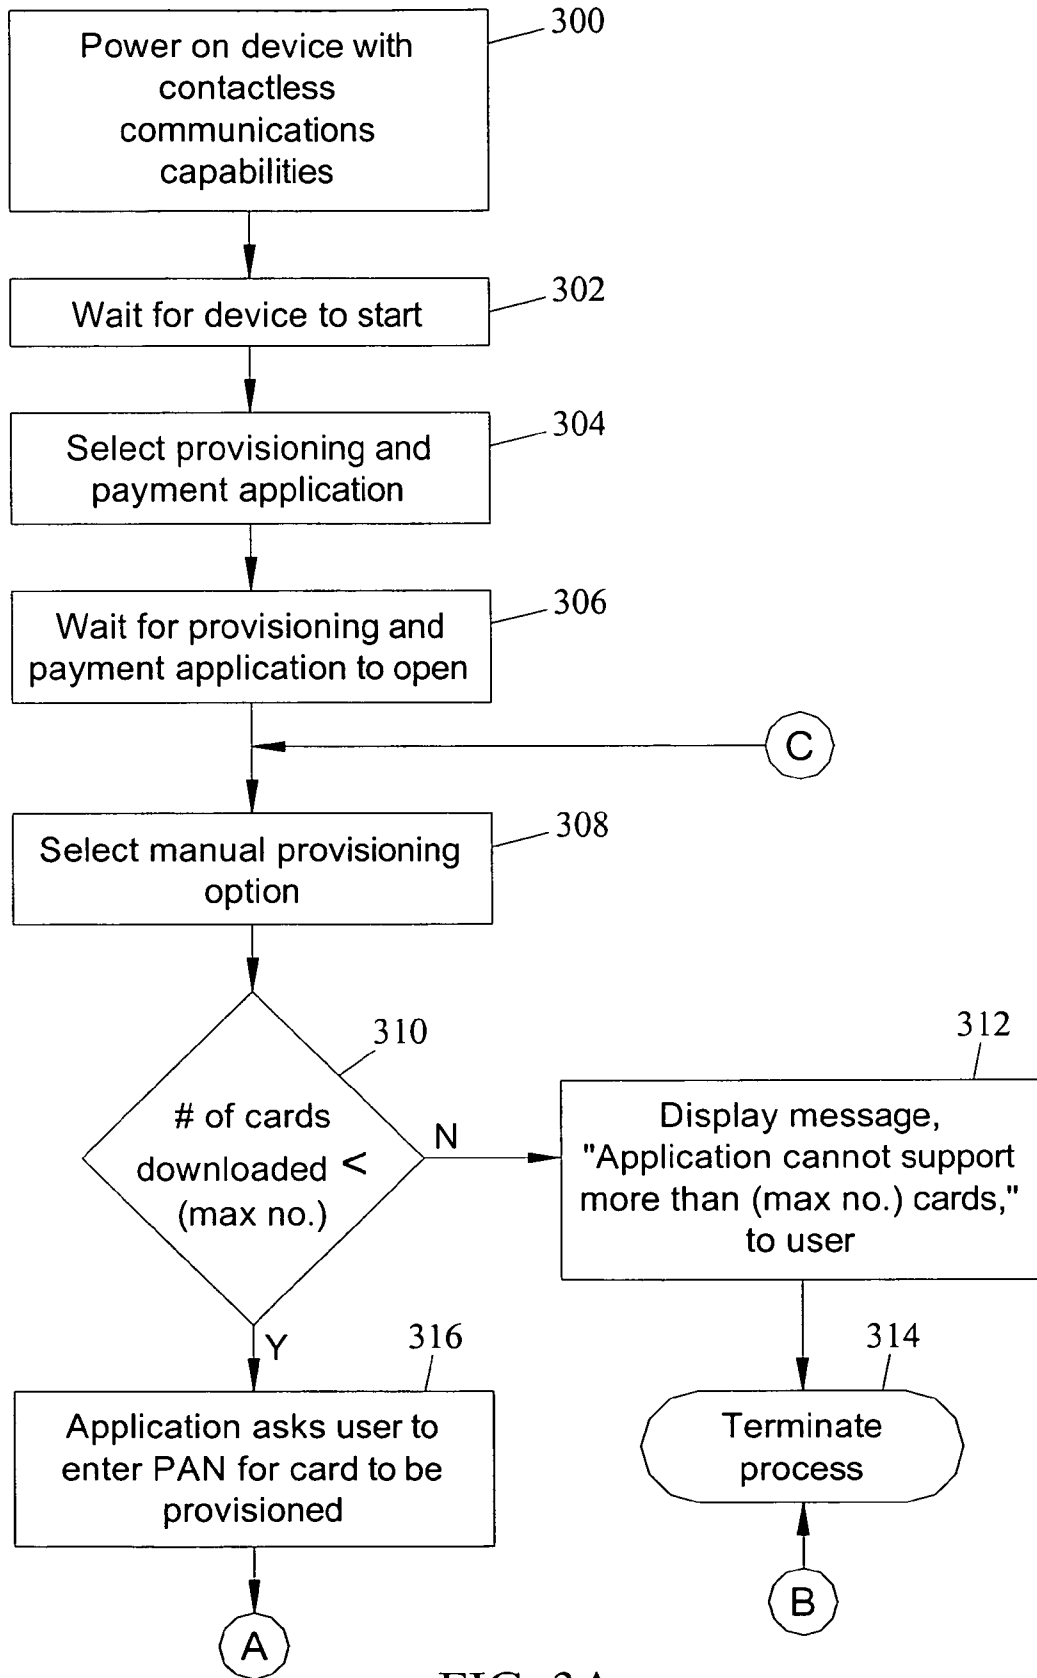 Power on device with
contactless
communications
capabilities
300
Wait for device to start
302
Select provisioning and
payment application
304
Wait for provisioning and
payment application to open
306
C
Select manual provisioning
option
308
# of cards
downloaded <
(max no.)
310
N
Y
Display message,
"Application cannot support
more than (max no.) cards,"
to user
312
Terminate
process
314
Application asks user to
enter PAN for card to be
provisioned
316
A
B
FIG. 3A